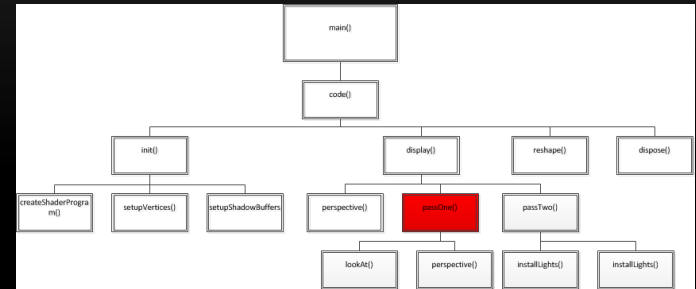 main()
code()
init()
display()
reshape()
dispose()
createShaderProgra
m()
setupVertices()
setupShadowBuffers
perspective()
passOne()
passTwo()
lookAt()
perspective()
installLights()
installLights()